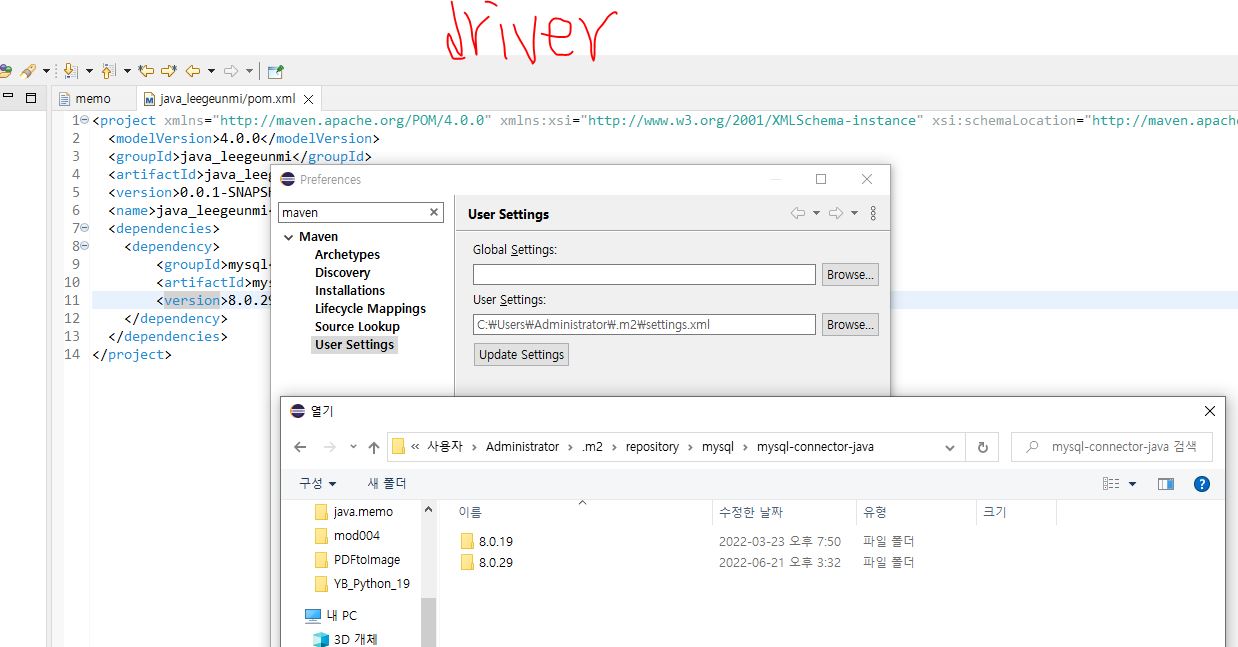 driver
memo
java_leegeunmi/pom.xml
1 <project xmlns="http://maven.apache.org/POM/4.0.0" xmlns:xsi="http://www.w3.org/2001/XMLSchema-instance" xsi:schemaLocation="http://maven.apache
2 <modelVersion>4.0.0</modelVersion>
3 <groupId>java_leegeunmi</groupId>
4 <artifactId>java_lee
5 <version>0.0.1-SNAPS
6 <name>java_leegeunmi
7 <dependencies>
8 <dependency>
9 <groupId>mysql
10 <artifactId>mys
11 <version>8.0.29
12 </dependency>
13 </dependencies>
14 </project>
Preferences
maven
Maven
Archetypes
Discovery
Installations
Lifecycle Mappings
Source Lookup
User Settings
User Settings
Global Settings:
Browse...
User Settings:
C:₩Users₩Administrator₩.m2₩settings.xml
Browse...
Update Settings
열기
« 사용자 › Administrator › .m2 › repository › mysql › mysql-connector-java
mysql-connector-java 검색
구성
새 폴더
java.memo
mod004
PDFtoImage
YB_Python_19
내 PC
3D 개체
이름 수정한 날짜 유형 크기
8.0.19 2022-03-23 오후 7:50 파일 폴더
8.0.29 2022-06-21 오후 3:32 파일 폴더